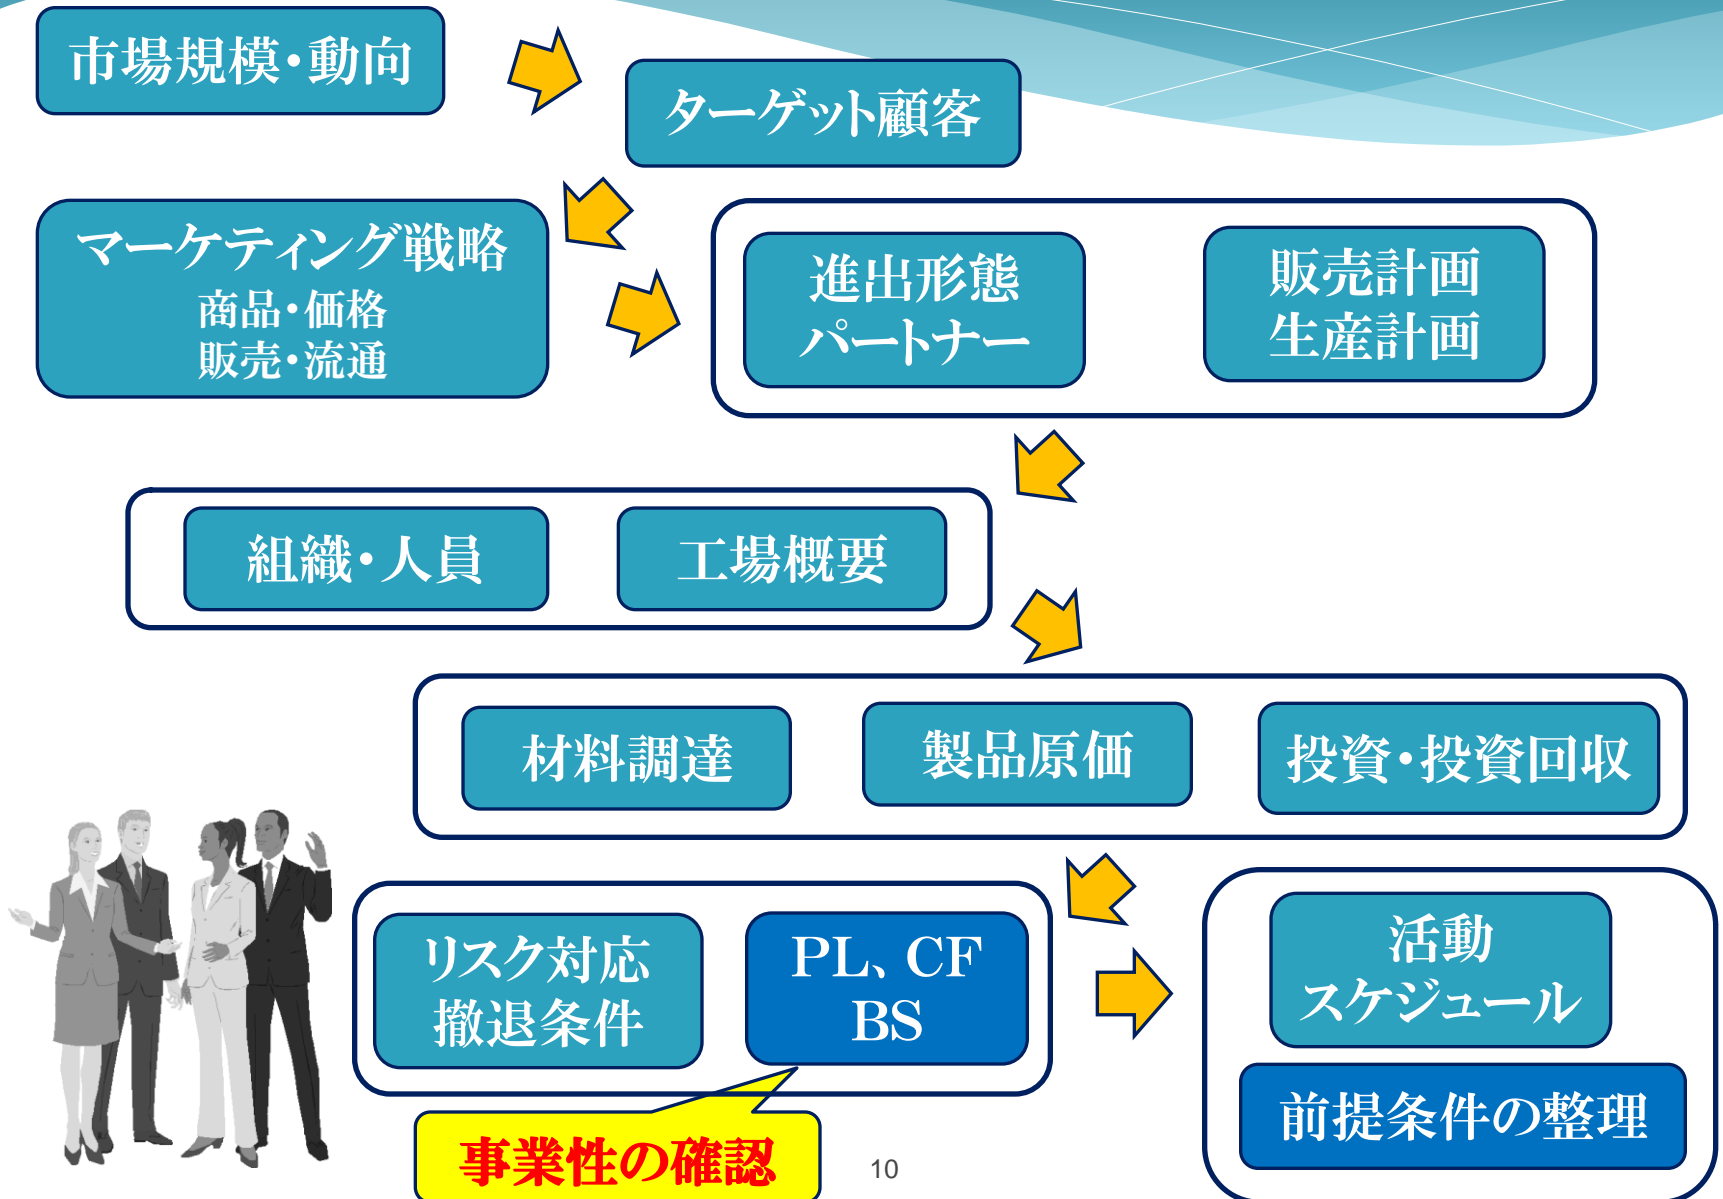 市場規模・動向
ターゲット顧客
マーケティング戦略
商品・価格
販売・流通
進出形態
パートナー
販売計画
生産計画
組織・人員
工場概要
材料調達
製品原価
投資・投資回収
リスク対応
撤退条件
PL、CF
BS
活動
スケジュール
前提条件の整理
事業性の確認
10